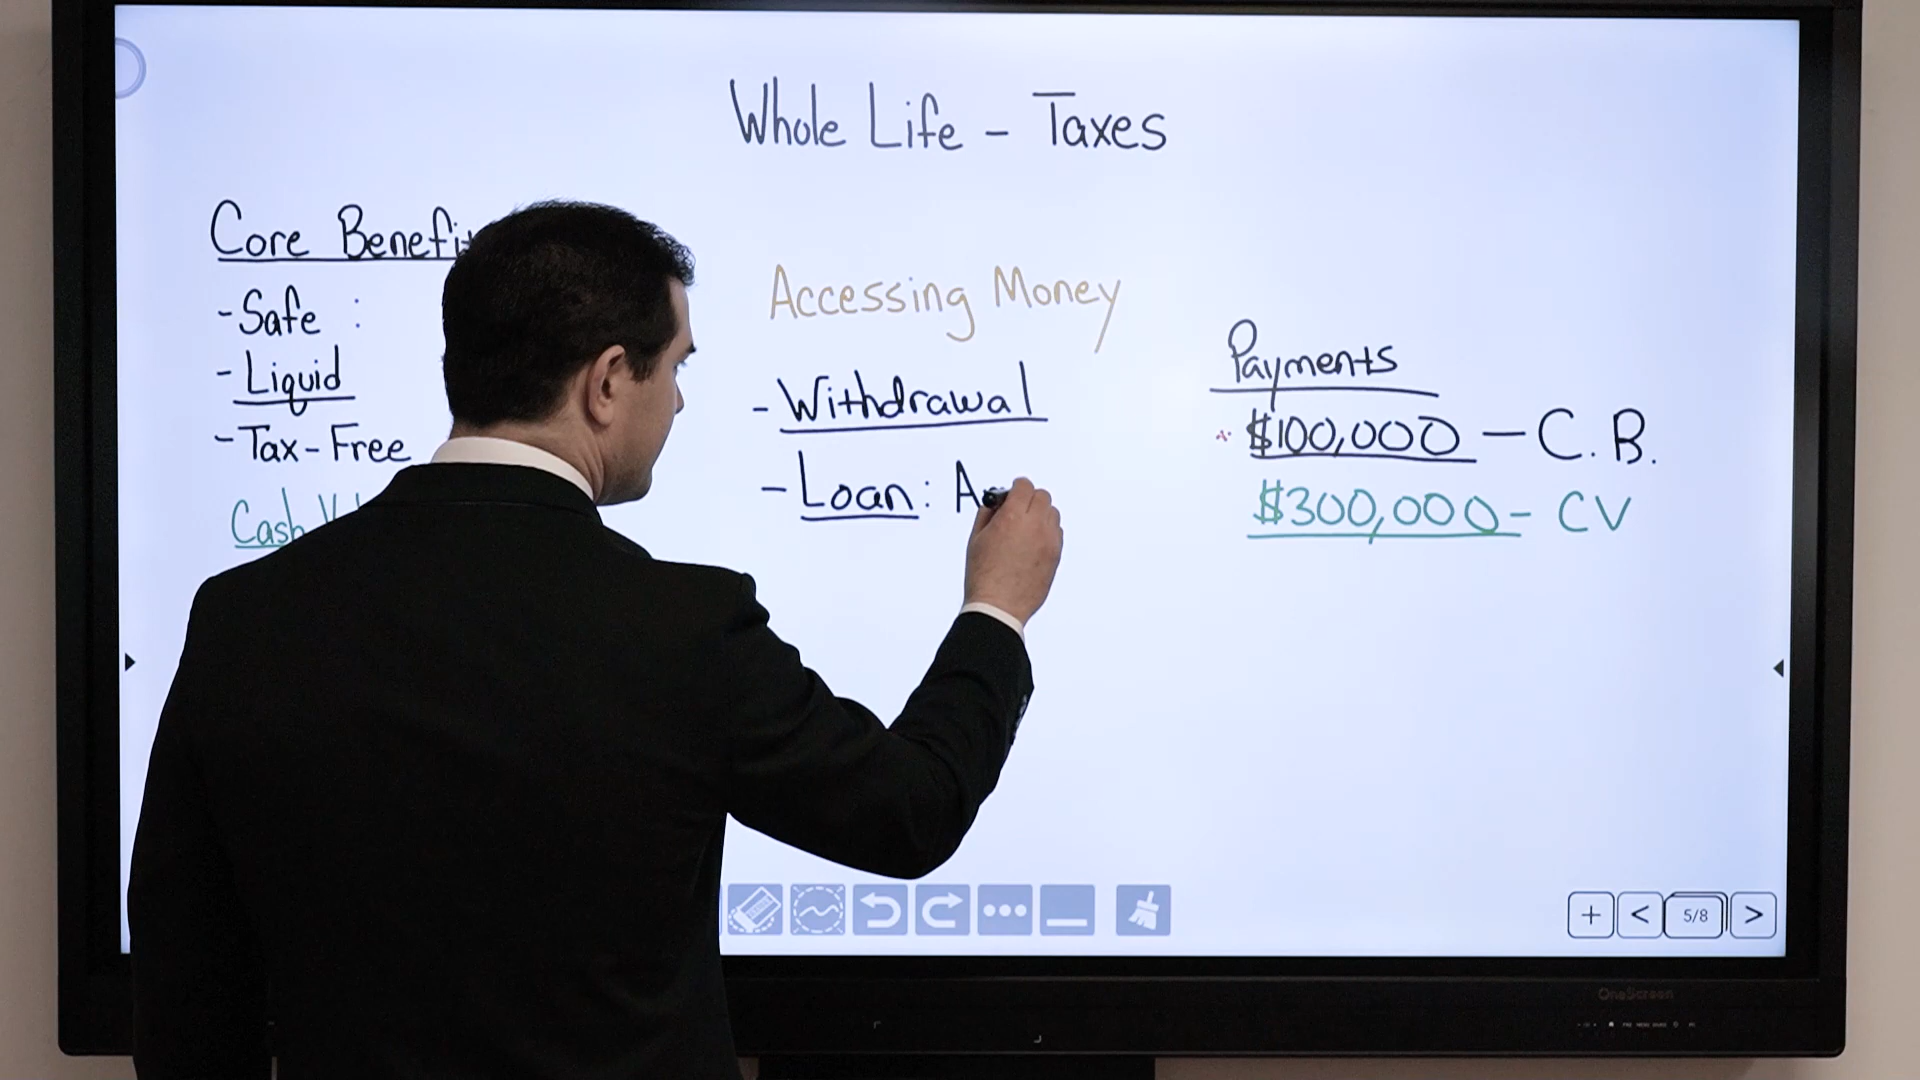 Whole Life - Taxes
Core
- Safe :
- Liquid
- Tax-Free
Cash
Accessing Money
- Withdrawal
- Loan:
Payments
$100,000 - C.B.
$300,000 - CV
+ < 5/8 >
OneScreen